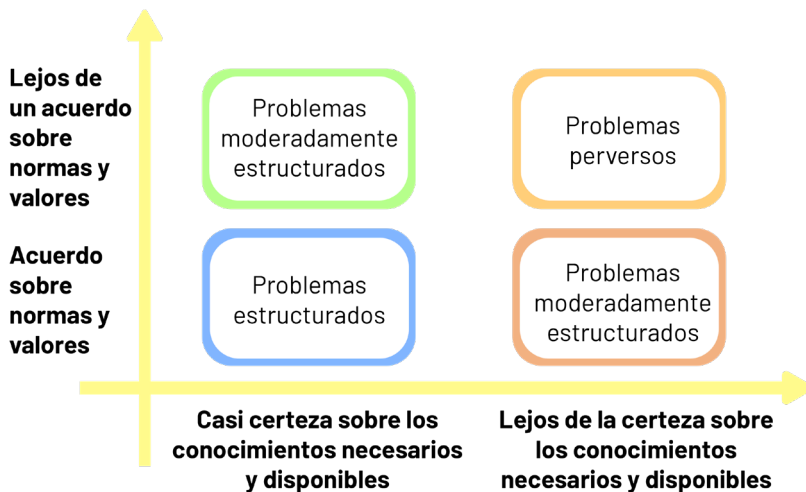 Lejos de
un acuerdo
sobre
normas y
valores
Problemas
moderadamente
estructurados
Problemas
perversos
Acuerdo
sobre
normas y
valores
Problemas
estructurados
Problemas
moderadamente
estructurados
Casi certeza sobre los
conocimientos necesarios
y disponibles
Lejos de la certeza sobre
los conocimientos
necesarios y disponibles